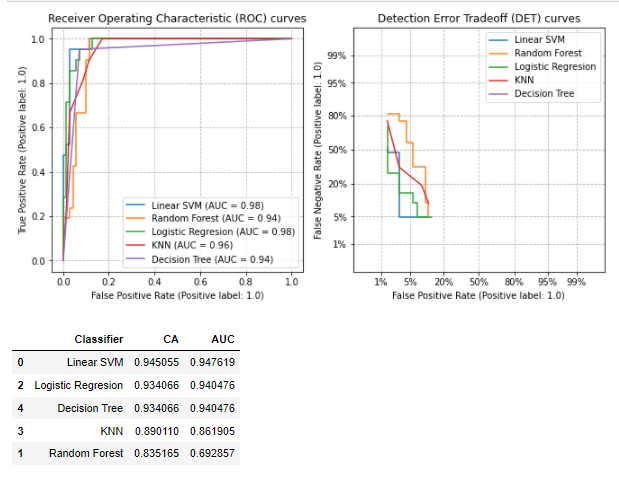 Receiver Operating Characteristic (ROC) curves
1.0
0.8
0.6
0.4
0.2
0.0
True Positive Rate (Positive label: 1.0)
Linear SVM (AUC = 0.98)
Random Forest (AUC = 0.94)
Logistic Regresion (AUC = 0.98)
KNN (AUC = 0.96)
Decision Tree (AUC = 0.94)
0.0 0.2 0.4 0.6 0.8 1.0
False Positive Rate (Positive label: 1.0)
Detection Error Tradeoff (DET) curves
Linear SVM
Random Forest
Logistic Regresion
KNN
Decision Tree
99%
95%
80%
50%
20%
5%
1%
False Negative Rate (Positive label: 1.0)
1% 5% 20% 50% 80% 95% 99%
False Positive Rate (Positive label: 1.0)
Classifier CA AUC
0 Linear SVM 0.945055 0.947619
2 Logistic Regresion 0.934066 0.940476
4 Decision Tree 0.934066 0.940476
3 KNN 0.890110 0.861905
1 Random Forest 0.835165 0.692857